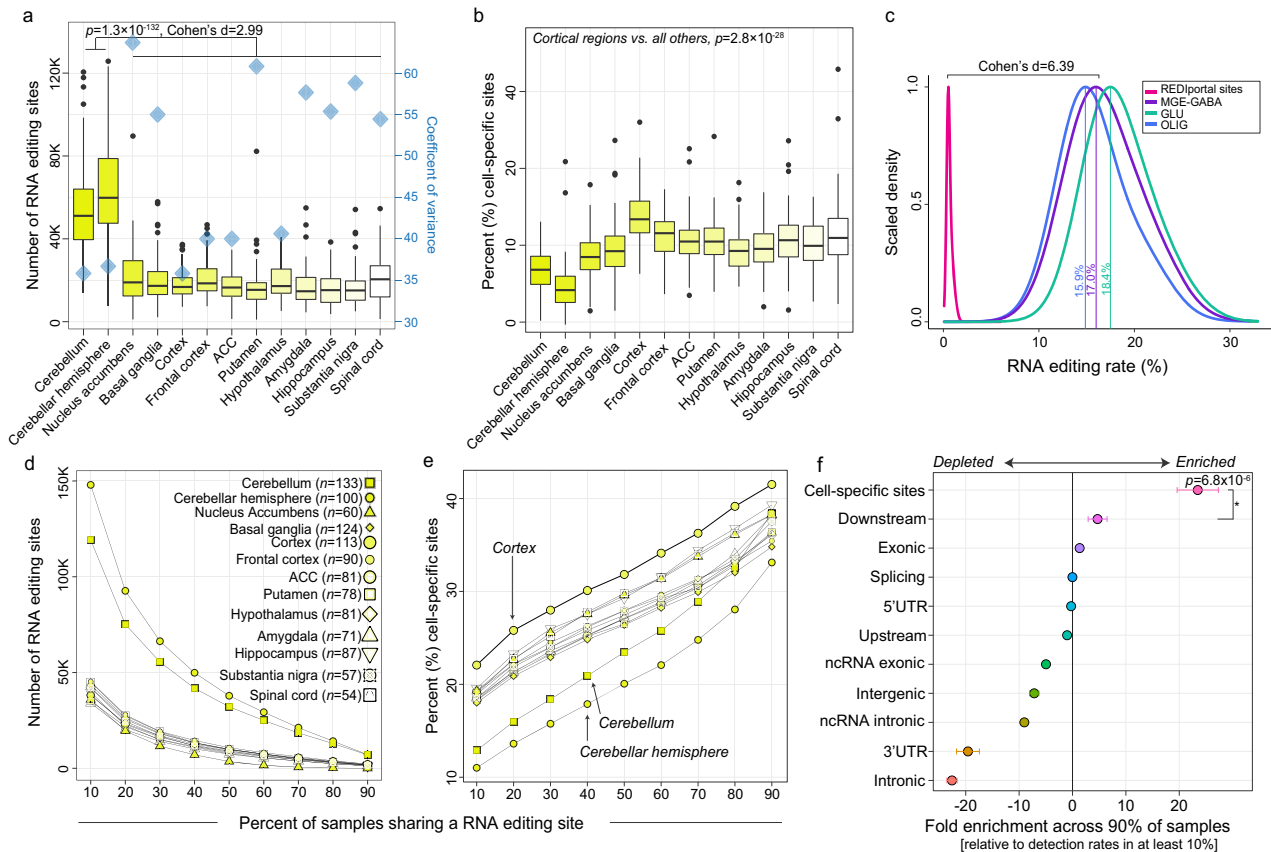 a
p=1.3×10-132, Cohen's d=2.99
Number of RNA editing sites
120K
80K
40K
0
60
55
50
45
40
35
30
Coefficent of variance
Cerebellum
Cerebellar hemisphere
Nucleus accumbens
Basal ganglia
Cortex
Frontal cortex
ACC
Putamen
Hypothalamus
Amygdala
Hippocampus
Substantia nigra
Spinal cord
b
Cortical regions vs. all others, p=2.8×10-28
Percent (%) cell-specific sites
40
20
10
0
Cerebellum
Cerebellar hemisphere
Nucleus accumbens
Basal ganglia
Cortex
Frontal cortex
ACC
Putamen
Hypothalamus
Amygdala
Hippocampus
Substantia nigra
Spinal cord
c
Cohen's d=6.39
REDIportal sites
MGE-GABA
GLU
OLIG
Scaled density
1.0
0.5
0.0
15.9%
17.0%
18.4%
0
10
20
30
RNA editing rate (%)
d
Number of RNA editing sites
150K
100K
50K
0
Cerebellum (n=133)
Cerebellar hemisphere (n=100)
Nucleus Accumbens (n=60)
Basal ganglia (n=124)
Cortex (n=113)
Frontal cortex (n=90)
ACC (n=81)
Putamen (n=78)
Hypothalamus (n=81)
Amygdala (n=71)
Hippocampus (n=87)
Substantia nigra (n=57)
Spinal cord (n=54)
10 20 30 40 50 60 70 80 90
e
Percent (%) cell-specific sites
40
30
20
10
Cortex
Cerebellum
Cerebellar hemisphere
10 20 30 40 50 60 70 80 90
Percent of samples sharing a RNA editing site
f
Depleted
Enriched
p=6.8x10-6
*
Cell-specific sites
Downstream
Exonic
Splicing
5'UTR
Upstream
ncRNA exonic
Intergenic
ncRNA intronic
3'UTR
Intronic
-20 -10 0 10 20
Fold enrichment across 90% of samples
[relative to detection rates in at least 10%]